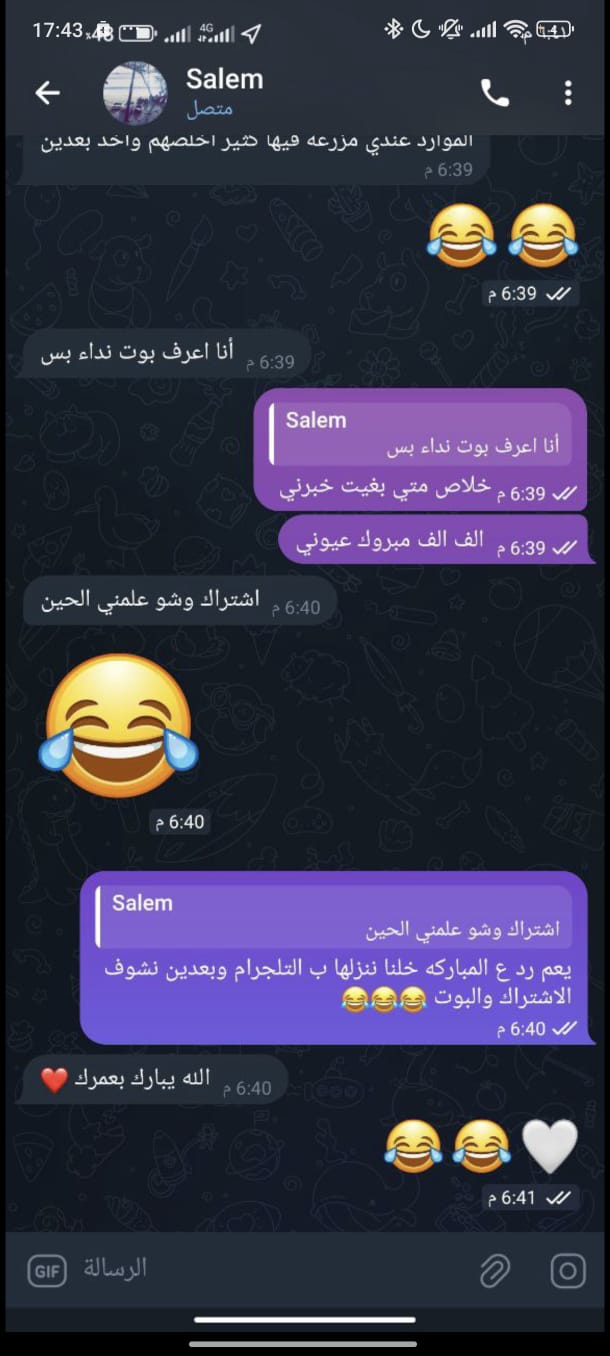 17:43
4G
Salem
متصل
الموارد عندي مزرعه فيها كثير اخلصهم واخد بعدين
6:39 م
😂😂
6:39 م
أنا اعرف بوت نداء بس
6:39 م
Salem
أنا اعرف بوت نداء بس
خلاص متي بغيت خبرني
6:39 م
الف الف مبروك عيوني
6:39 م
اشتراك وشو علمني الحين
6:40 م
😂
6:40 م
Salem
اشتراك وشو علمني الحين
يعم رد ع المباركه خلنا ننزلها ب التلجرام وبعدين نشوف
الاشتراك والبوت 😂😂😂
6:40 م
الله يبارك بعمرك ❤️
6:40 م
🤍😂😂
6:41 م
GIF
الرسالة